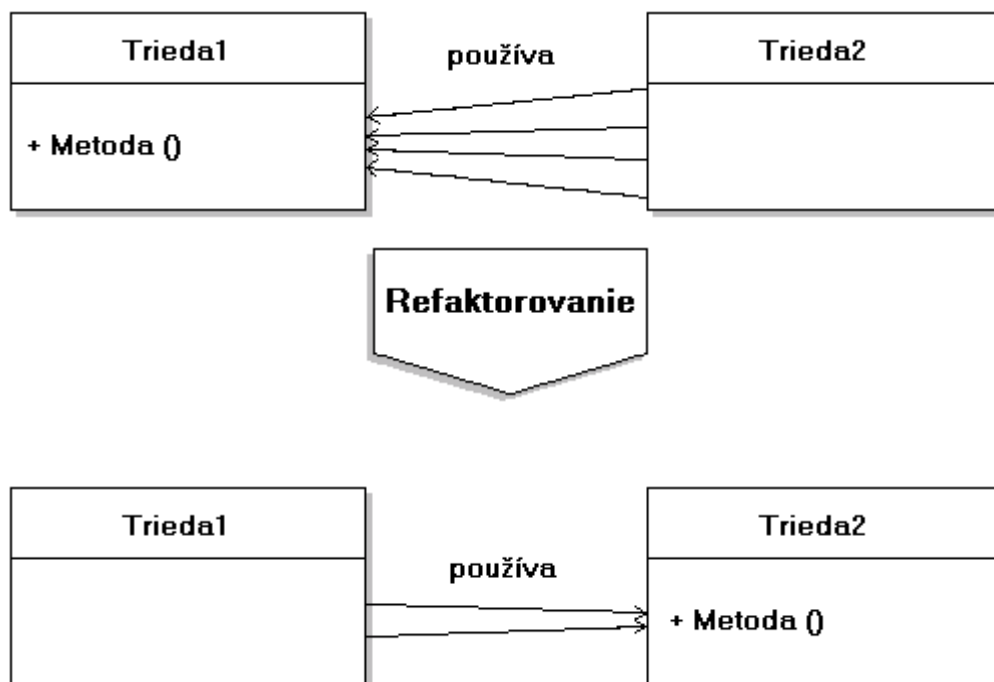 Trieda1
používa
Trieda2
+ Metoda ()
Refaktorovanie
Trieda1
Trieda2
používa
+ Metoda ()